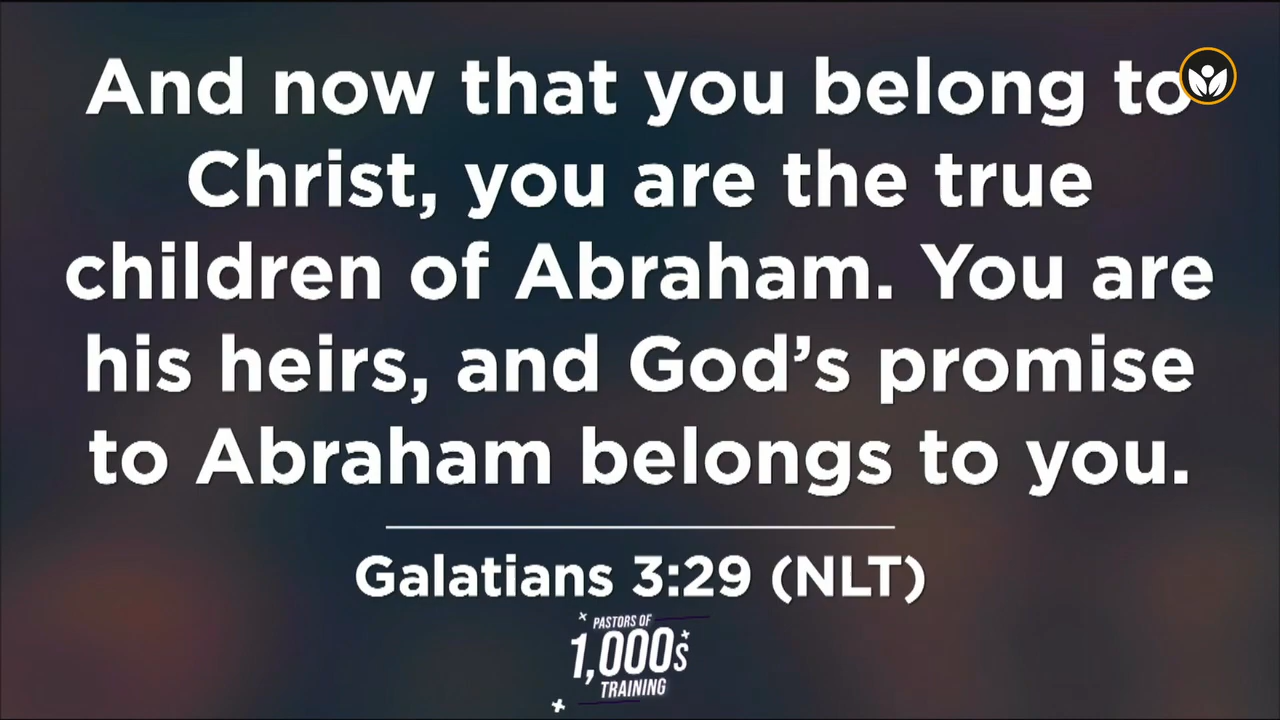 And now that you belong to
Christ, you are the true
children of Abraham. You are
his heirs, and God’s promise
to Abraham belongs to you.
Galatians 3:29 (NLT)
PASTORS OF
1,000s
TRAINING